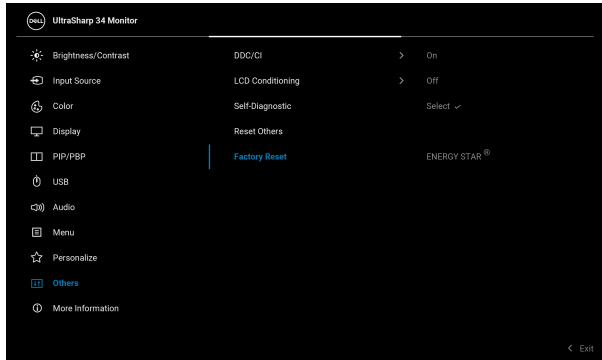 DELL UltraSharp 34 Monitor
Brightness/Contrast DDC/CI > On
Input Source LCD Conditioning > Off
Color Self-Diagnostic Select ✓
Display Reset Others
PIP/PBP Factory Reset ENERGY STAR®
USB
Audio
Menu
Personalize
Others
More Information
< Exit